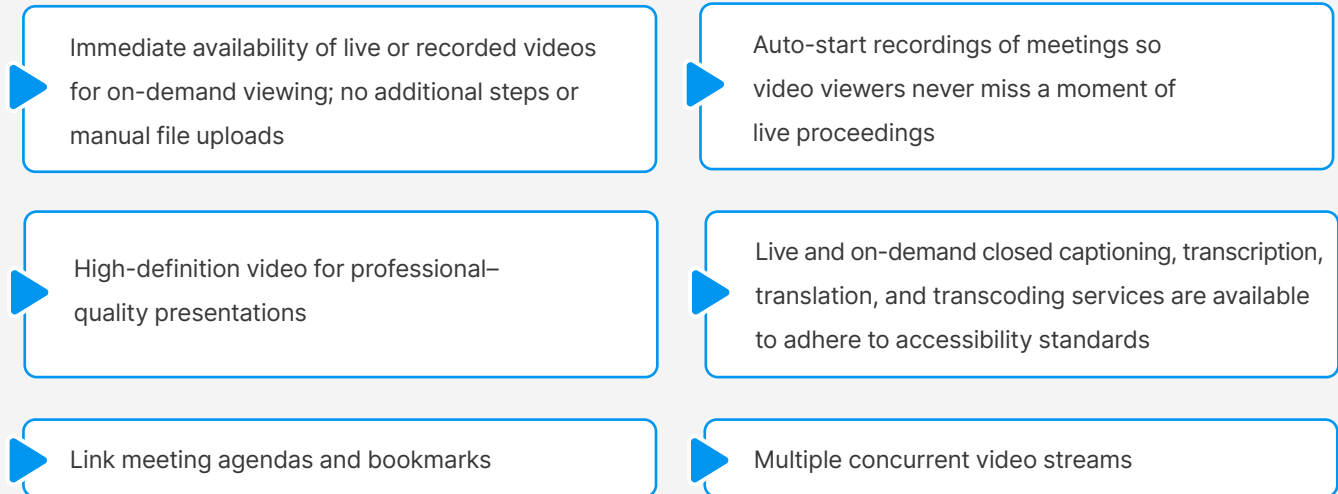 Immediate availability of live or recorded videos
for on-demand viewing; no additional steps or
manual file uploads
Auto-start recordings of meetings so
video viewers never miss a moment of
live proceedings
High-definition video for professional–
quality presentations
Live and on-demand closed captioning, transcription,
translation, and transcoding services are available
to adhere to accessibility standards
Link meeting agendas and bookmarks
Multiple concurrent video streams